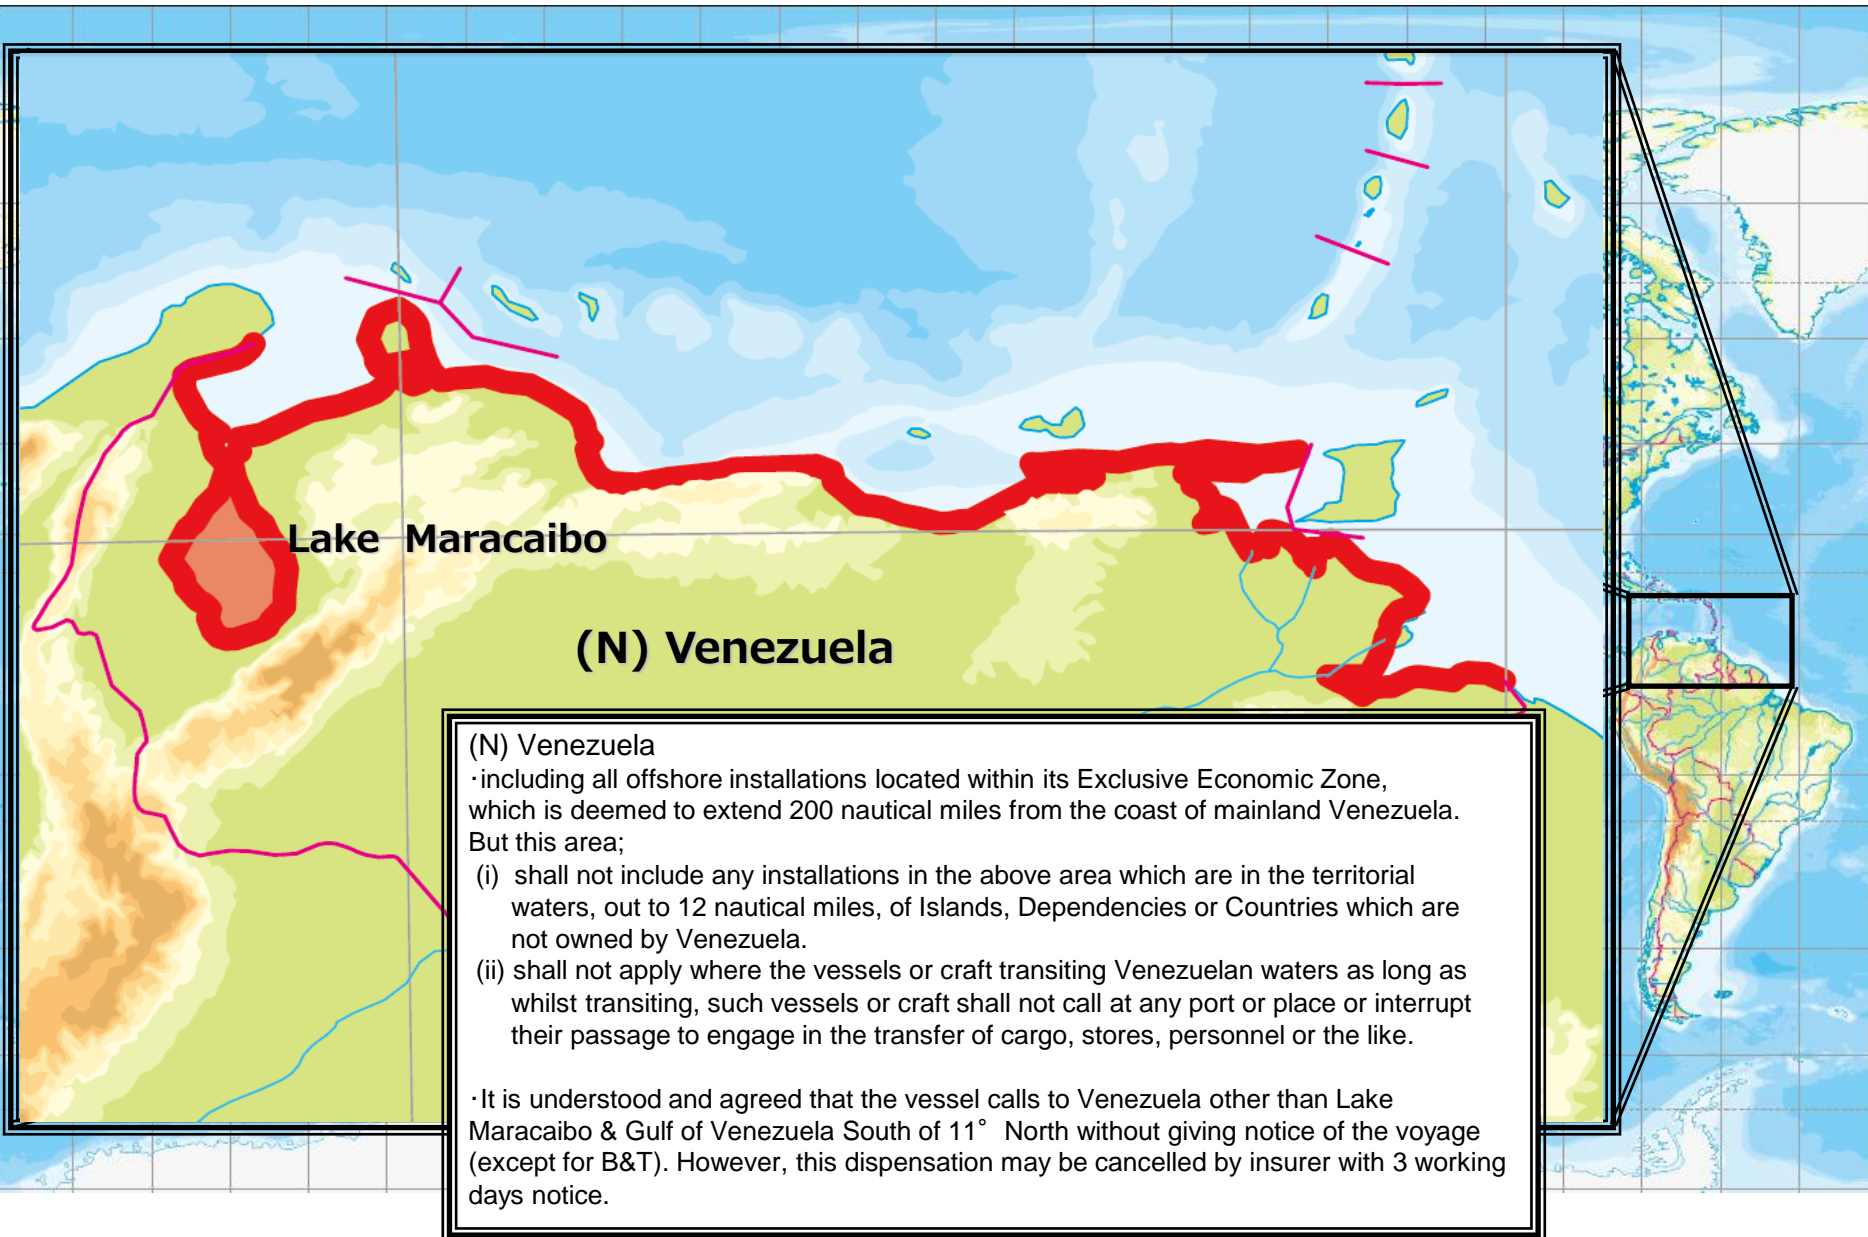 Lake Maracaibo
(N) Venezuela
(N) Venezuela
･including all offshore installations located within its Exclusive Economic Zone,
which is deemed to extend 200 nautical miles from the coast of mainland Venezuela.
But this area;
(i) shall not include any installations in the above area which are in the territorial
waters, out to 12 nautical miles, of Islands, Dependencies or Countries which are
not owned by Venezuela.
(ii) shall not apply where the vessels or craft transiting Venezuelan waters as long as
whilst transiting, such vessels or craft shall not call at any port or place or interrupt
their passage to engage in the transfer of cargo, stores, personnel or the like.
･It is understood and agreed that the vessel calls to Venezuela other than Lake
Maracaibo & Gulf of Venezuela South of 11° North without giving notice of the voyage
(except for B&T). However, this dispensation may be cancelled by insurer with 3 working
days notice.